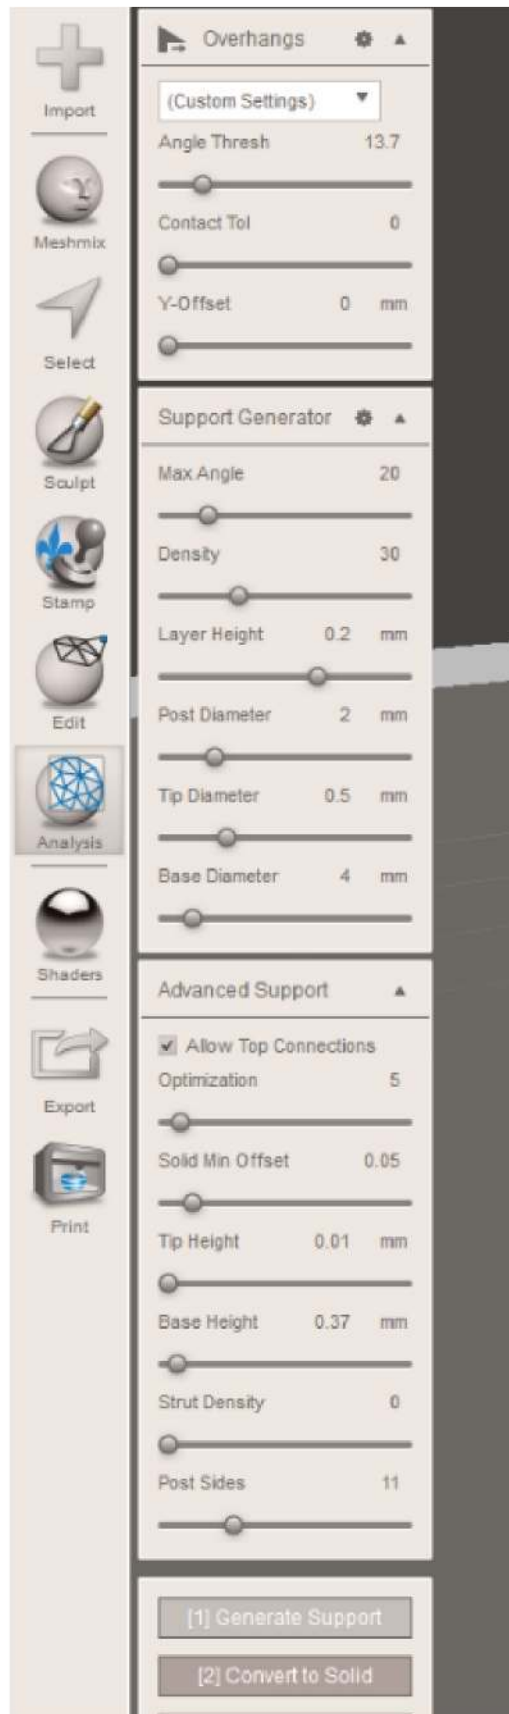 Import
Meshmix
Select
Sculpt
Stamp
Edit
Analysis
Shaders
Export
Print
Overhangs
(Custom Settings)
Angle Thresh 13.7
Contact Tol 0
Y-Offset 0 mm
Support Generator
Max Angle 20
Density 30
Layer Height 0.2 mm
Post Diameter 2 mm
Tip Diameter 0.5 mm
Base Diameter 4 mm
Advanced Support
Allow Top Connections
Optimization 5
Solid Min Offset 0.05
Tip Height 0.01 mm
Base Height 0.37 mm
Strut Density 0
Post Sides 11
[1] Generate Support
[2] Convert to Solid